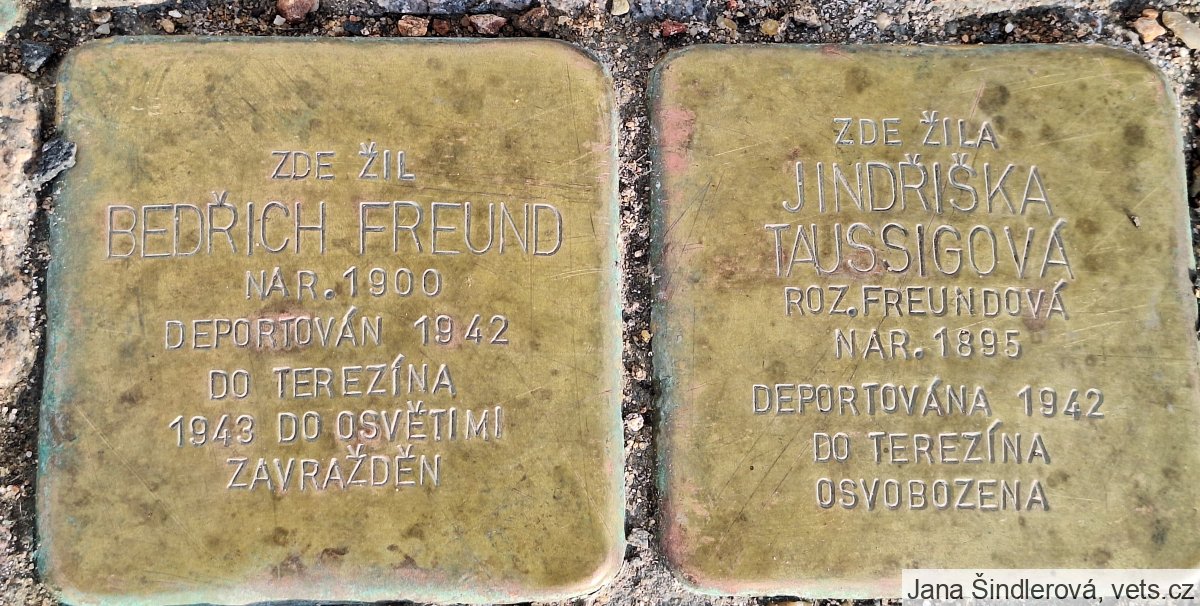 ZDE ŽIL
BEDŘICH FREUND
NAR. 1900
DEPORTOVÁN 1942
DO TEREZÍNA
1943 DO OSVĚTIMI
ZAVRAŽDĚN
ZDE ŽILA
JINDŘIŠKA
TAUSSIGOVÁ
ROZ. FREUNDOVÁ
NAR. 1895
DEPORTOVÁNA 1942
DO TEREZÍNA
OSVOBOZENA
Jana Šindlerová, vets.cz